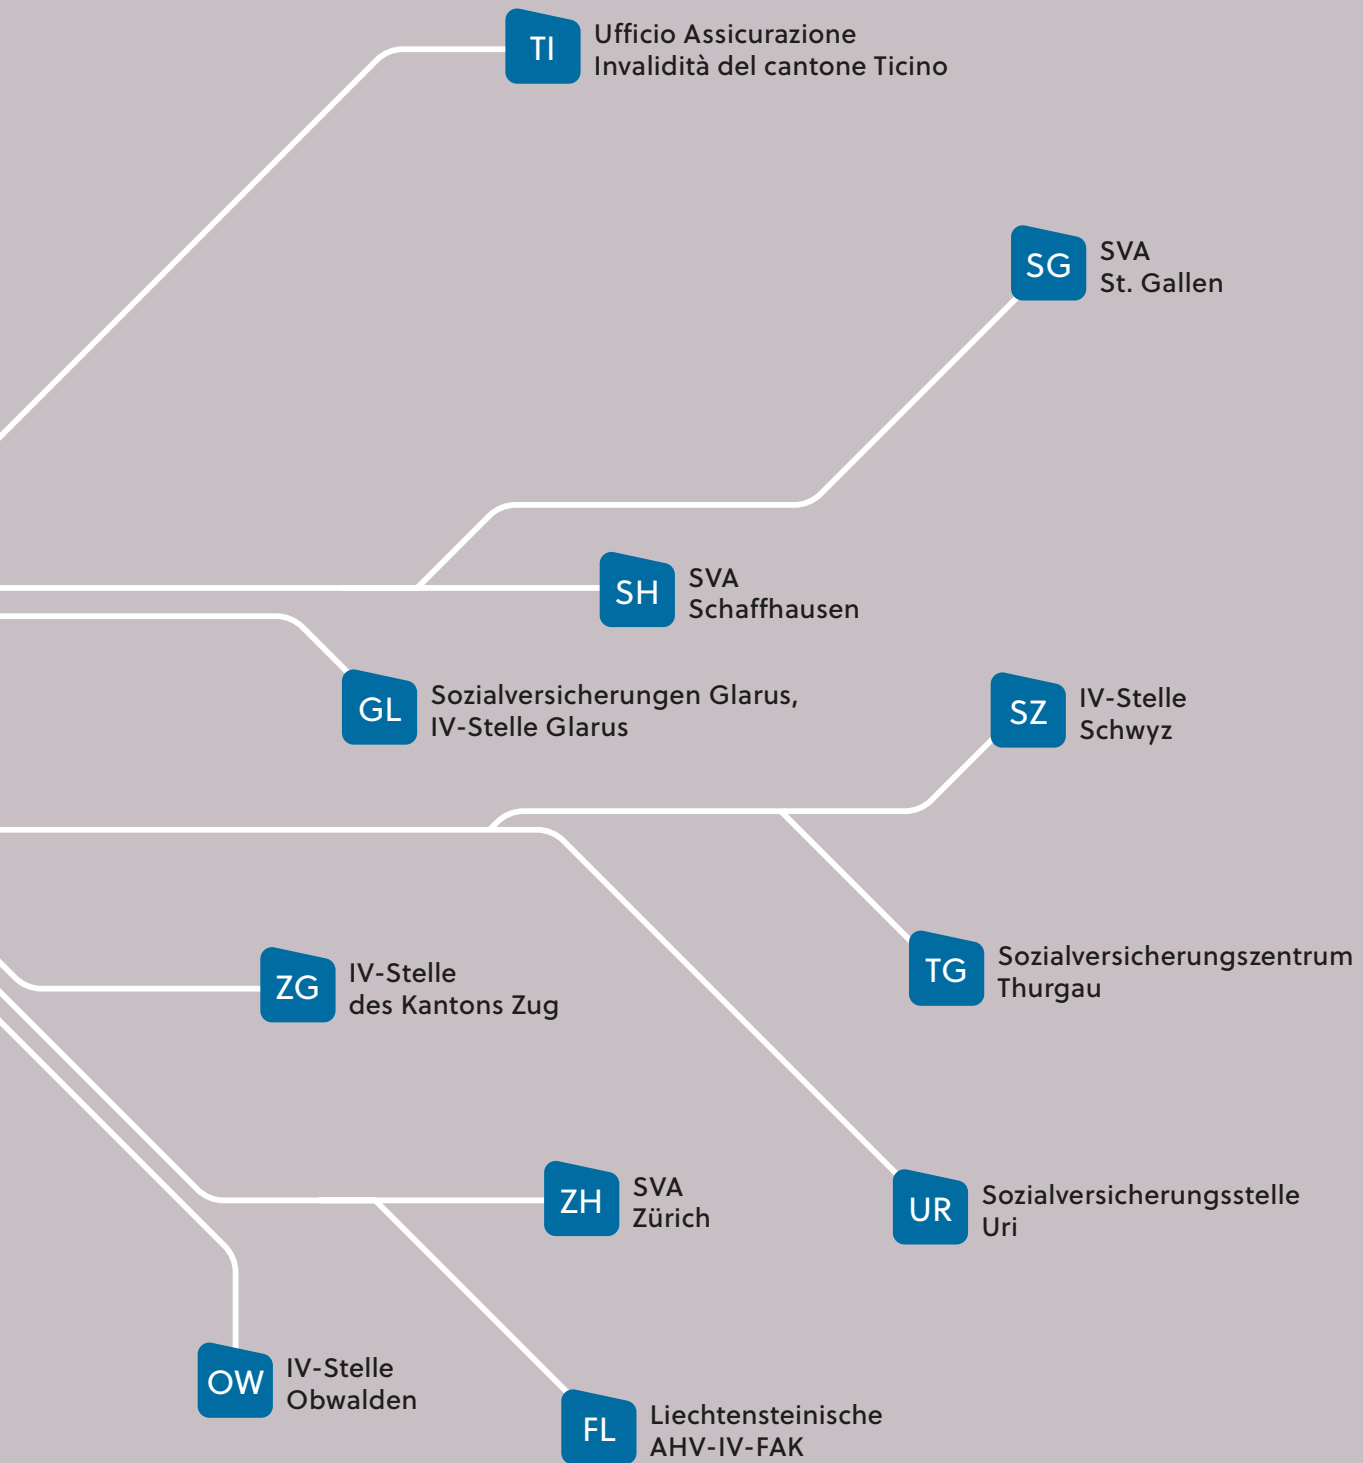 TI
Ufficio Assicurazione
Invalidità del cantone Ticino
SG
SVA
St. Gallen
SH
SVA
Schaffhausen
GL
Sozialversicherungen Glarus,
IV-Stelle Glarus
SZ
IV-Stelle
Schwyz
TG
Sozialversicherungszentrum
Thurgau
ZG
IV-Stelle
des Kantons Zug
ZH
SVA
Zürich
UR
Sozialversicherungsstelle
Uri
OW
IV-Stelle
Obwalden
FL
Liechtensteinische
AHV-IV-FAK